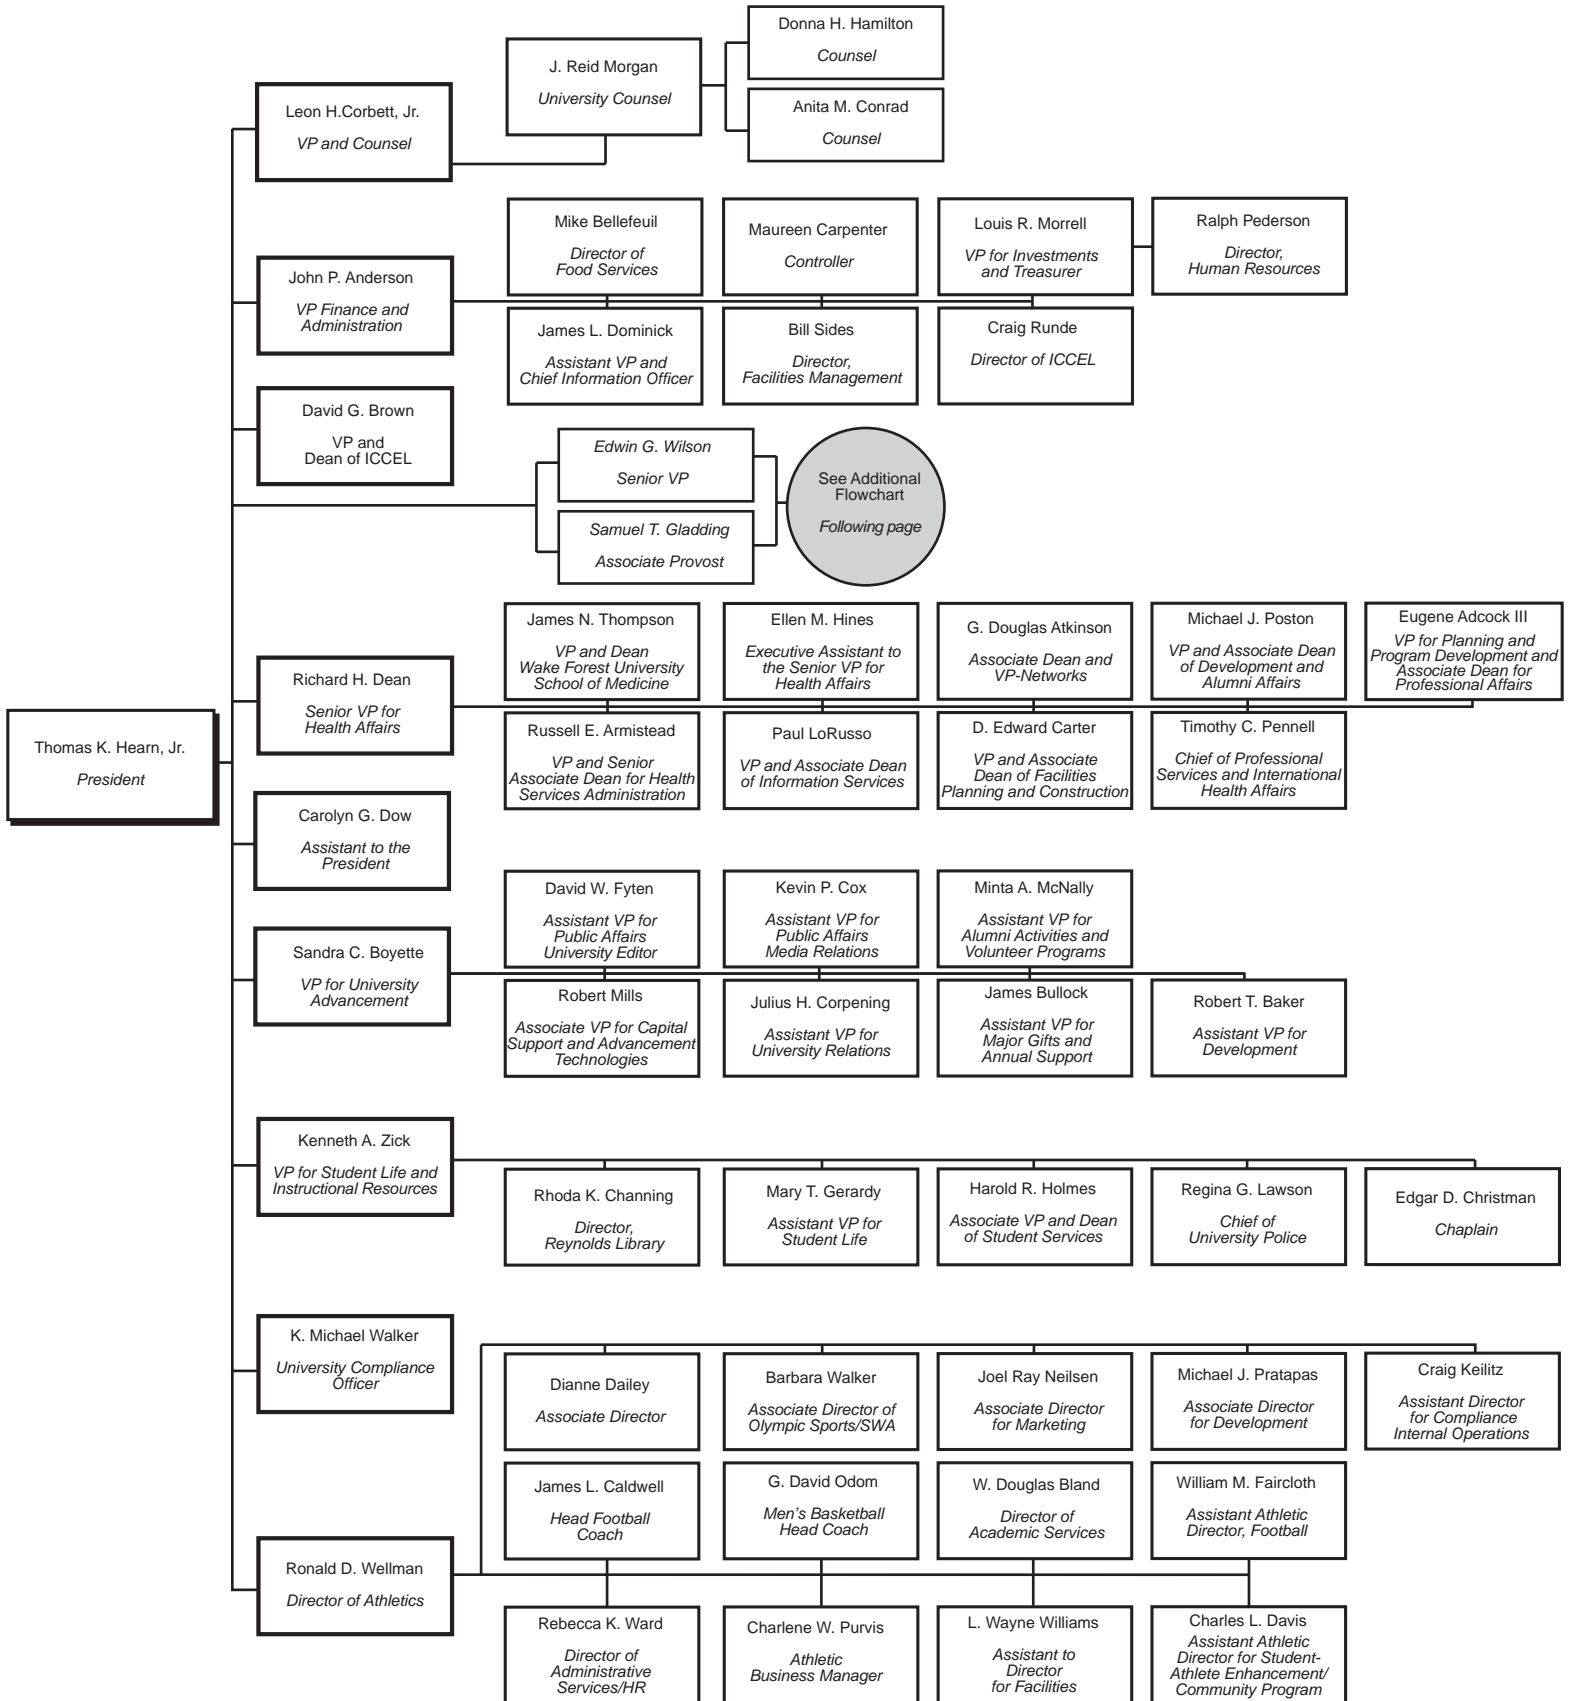 Donna H. Hamilton
Counsel
J. Reid Morgan
University Counsel
Anita M. Conrad
Counsel
Leon H.Corbett, Jr.
VP and Counsel
Mike Bellefeuil
Director of
Food Services
Maureen Carpenter
Controller
Louis R. Morrell
VP for Investments
and Treasurer
Ralph Pederson
Director,
Human Resources
John P. Anderson
VP Finance and
Administration
James L. Dominick
Assistant VP and
Chief Information Officer
Bill Sides
Director,
Facilities Management
Craig Runde
Director of ICCEL
David G. Brown
VP and
Dean of ICCEL
Edwin G. Wilson
Senior VP
Samuel T. Gladding
Associate Provost
See Additional
Flowchart
Following page
James N. Thompson
VP and Dean
Wake Forest University
School of Medicine
Ellen M. Hines
Executive Assistant to
the Senior VP for
Health Affairs
G. Douglas Atkinson
Associate Dean and
VP-Networks
Michael J. Poston
VP and Associate Dean
of Development and
Alumni Affairs
Eugene Adcock III
VP for Planning and
Program Development and
Associate Dean for
Professional Affairs
Richard H. Dean
Senior VP for
Health Affairs
Russell E. Armistead
VP and Senior
Associate Dean for Health
Services Administration
Paul LoRusso
VP and Associate Dean
of Information Services
D. Edward Carter
VP and Associate
Dean of Facilities
Planning and Construction
Timothy C. Pennell
Chief of Professional
Services and International
Health Affairs
Thomas K. Hearn, Jr.
President
Carolyn G. Dow
Assistant to the
President
David W. Fyten
Assistant VP for
Public Affairs
University Editor
Kevin P. Cox
Assistant VP for
Public Affairs
Media Relations
Minta A. McNally
Assistant VP for
Alumni Activities and
Volunteer Programs
Sandra C. Boyette
VP for University
Advancement
Robert Mills
Associate VP for Capital
Support and Advancement
Technologies
Julius H. Corpening
Assistant VP for
University Relations
James Bullock
Assistant VP for
Major Gifts and
Annual Support
Robert T. Baker
Assistant VP for
Development
Kenneth A. Zick
VP for Student Life and
Instructional Resources
Rhoda K. Channing
Director,
Reynolds Library
Mary T. Gerardy
Assistant VP for
Student Life
Harold R. Holmes
Associate VP and Dean
of Student Services
Regina G. Lawson
Chief of
University Police
Edgar D. Christman
Chaplain
K. Michael Walker
University Compliance
Officer
Dianne Dailey
Associate Director
Barbara Walker
Associate Director of
Olympic Sports/SWA
Joel Ray Neilsen
Associate Director
for Marketing
Michael J. Pratapas
Associate Director
for Development
Craig Keilitz
Assistant Director
for Compliance
Internal Operations
James L. Caldwell
Head Football
Coach
G. David Odom
Men's Basketball
Head Coach
W. Douglas Bland
Director of
Academic Services
William M. Faircloth
Assistant Athletic
Director, Football
Ronald D. Wellman
Director of Athletics
Rebecca K. Ward
Director of
Administrative
Services/HR
Charlene W. Purvis
Athletic
Business Manager
L. Wayne Williams
Assistant to
Director
for Facilities
Charles L. Davis
Assistant Athletic
Director for Student-
Athlete Enhancement/
Community Program